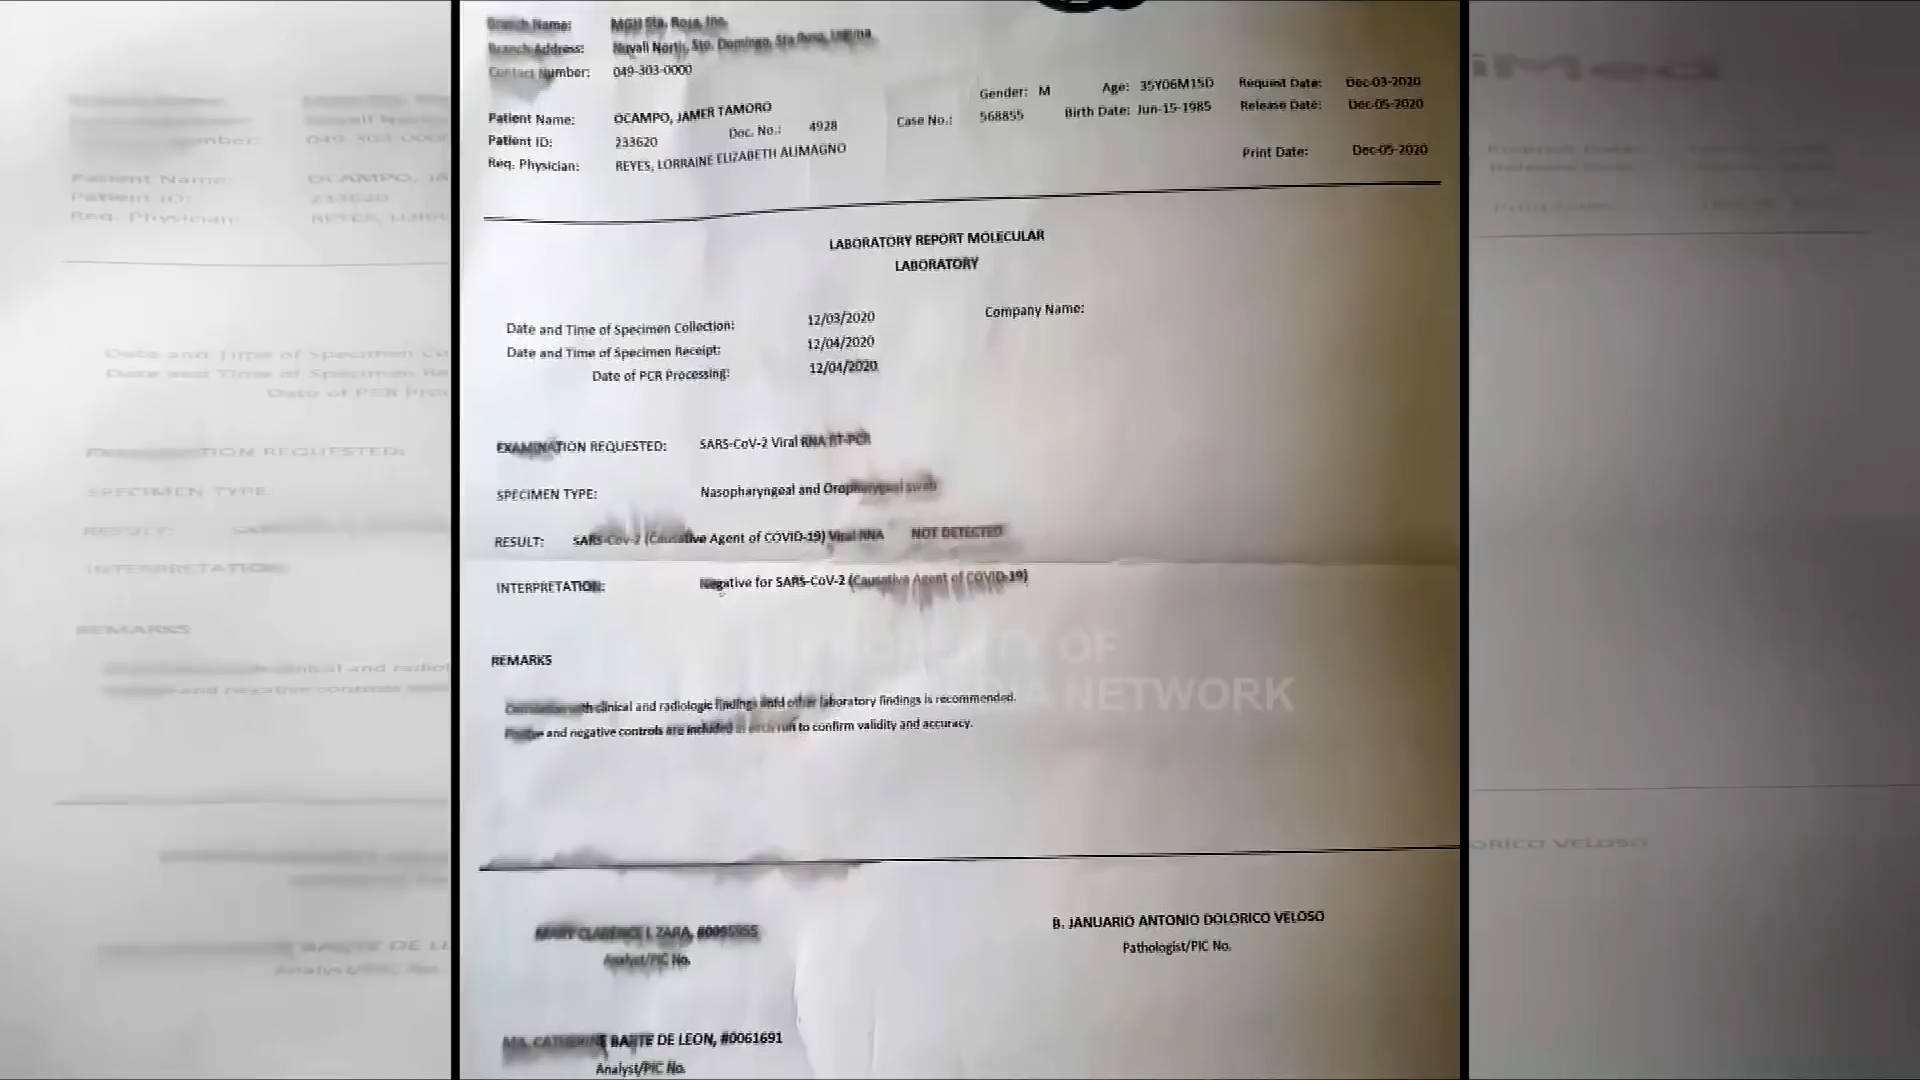 Branch Name: MGH Sta. Rosa, Inc.
Branch Address: Nuvali North, Sto. Domingo, Sta Rosa, Laguna
Contact Number: 049-303-0000
Gender: M Age: 35Y06M15D Request Date: Dec-03-2020
Patient Name: OCAMPO, JAMER TAMORO Case No.: 568855 Birth Date: Jun-15-1985 Release Date: Dec-05-2020
Patient ID: 233620 Doc. No.: 4928
Req. Physician: REYES, LORRAINE ELIZABETH ALIMAGNO Print Date: Dec-05-2020
LABORATORY REPORT MOLECULAR
LABORATORY
Date and Time of Specimen Collection: 12/03/2020 Company Name:
Date and Time of Specimen Receipt: 12/04/2020
Date of PCR Processing: 12/04/2020
EXAMINATION REQUESTED: SARS-CoV-2 Viral RNA RT-PCR
SPECIMEN TYPE: Nasopharyngeal and swab
RESULT: SARS-Cov-2 (Causative Agent of COVID-19) Viral RNA NOT DETECTED
INTERPRETATION: Negative for SARS-CoV-2 (Causative Agent of COVID-19)
REMARKS
with clinical and radiologic findings other laboratory findings is recommended.
and negative controls are included in each run to confirm validity and accuracy.
PROPERTY OF
NETWORK
MARY CLARENCE I. ZARA,
Analyst/PIC No.
B. JANUARIO ANTONIO DOLORICO VELOSO
Pathologist/PIC No.
MA. CATHERINE DE LEON, #0061691
Analyst/PIC No.